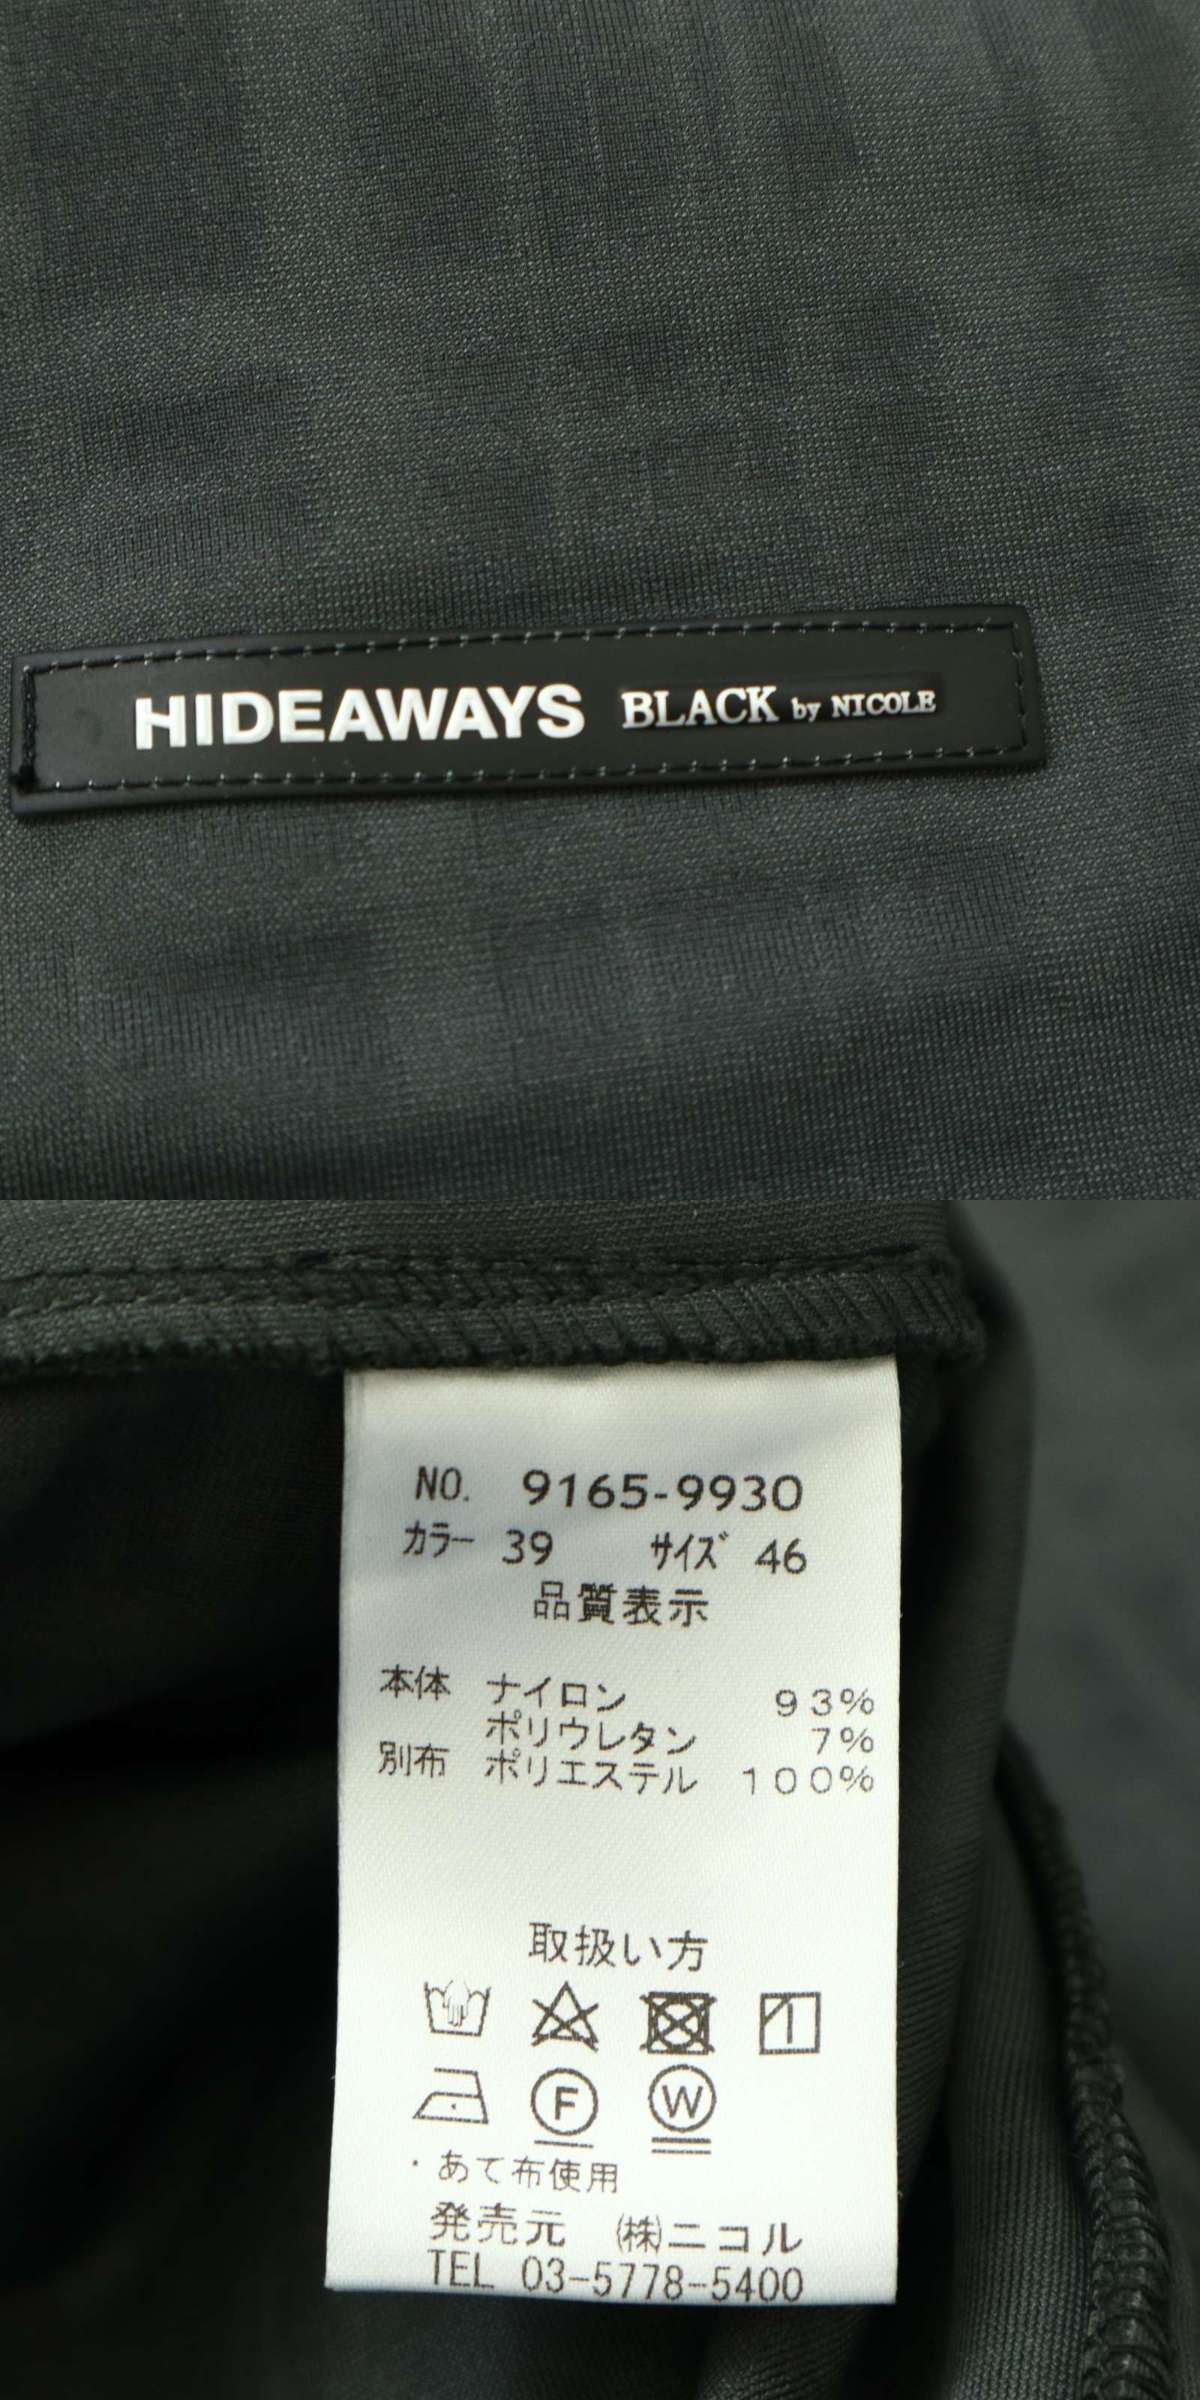 HIDEAWAYS BLACK by NICOLE
NO. 9165-9930
カラー 39 サイズ 46
品質表示
本体 ナイロン 93%
ポリウレタン 7%
別布 ポリエステル 100%
取扱い方
F W
・あて布使用
発売元 ㈱ニコル
TEL 03-5778-5400